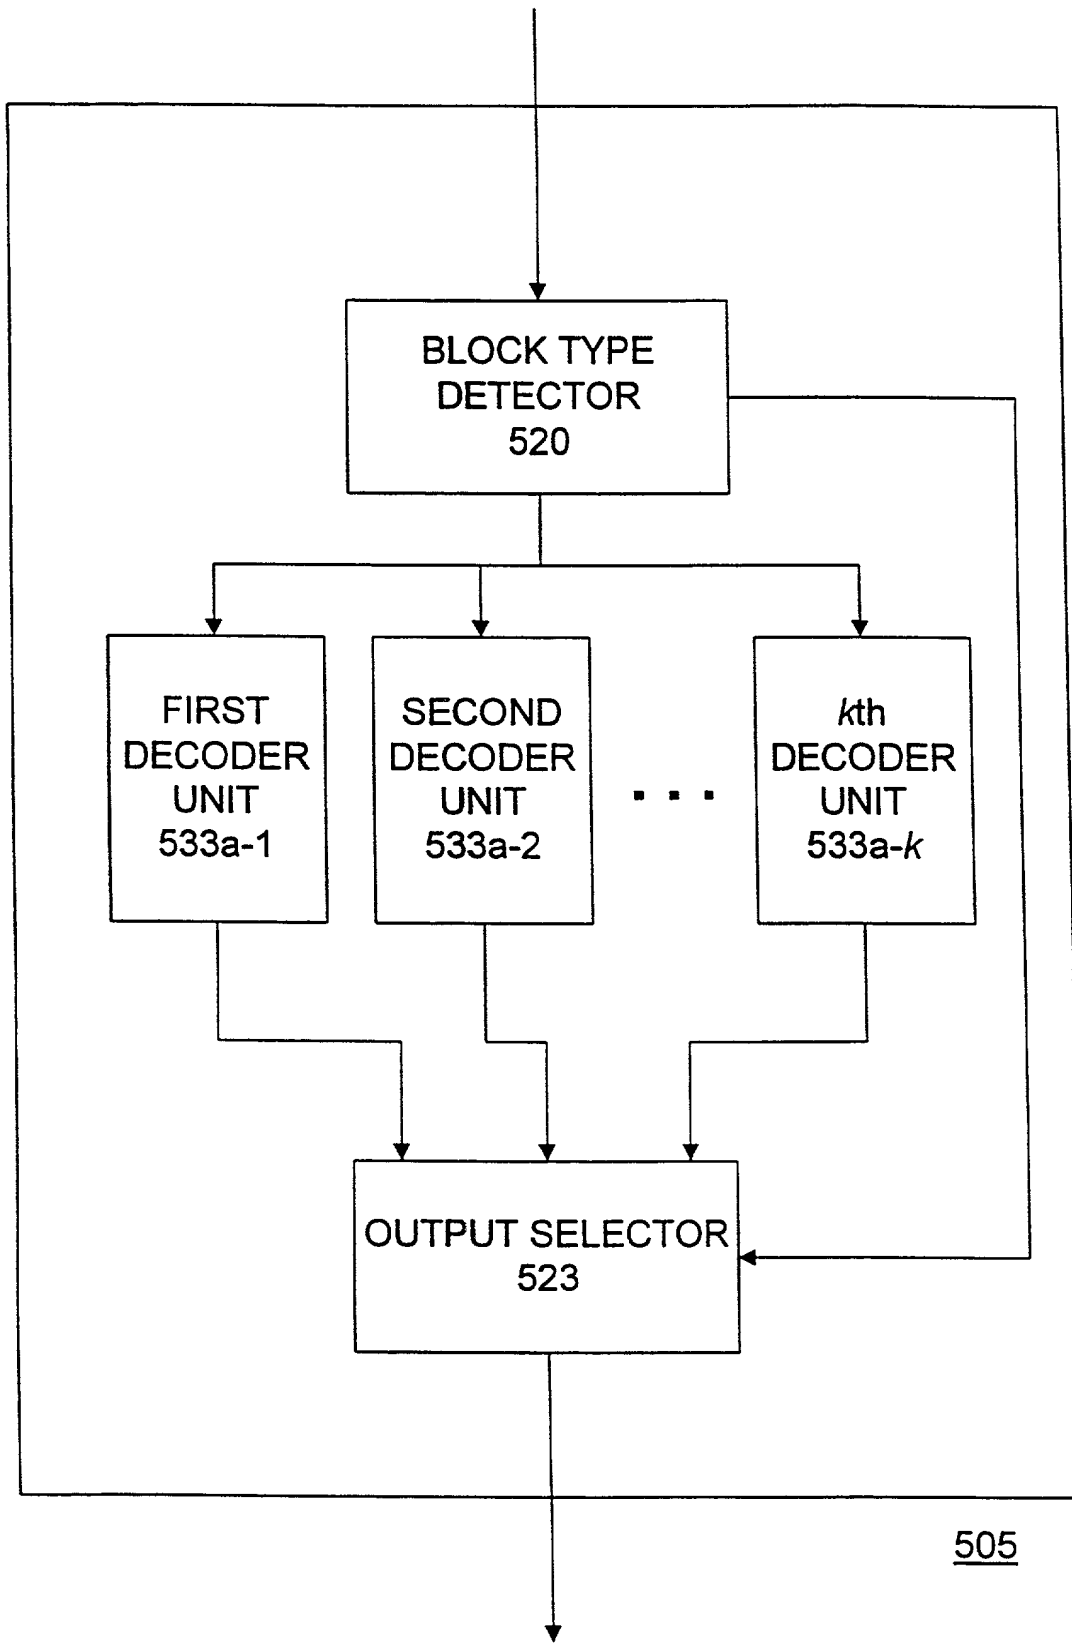 BLOCK TYPE
DETECTOR
520
FIRST
DECODER
UNIT
533a-1
SECOND
DECODER
UNIT
533a-2
. . .
kth
DECODER
UNIT
533a-k
OUTPUT SELECTOR
523
505